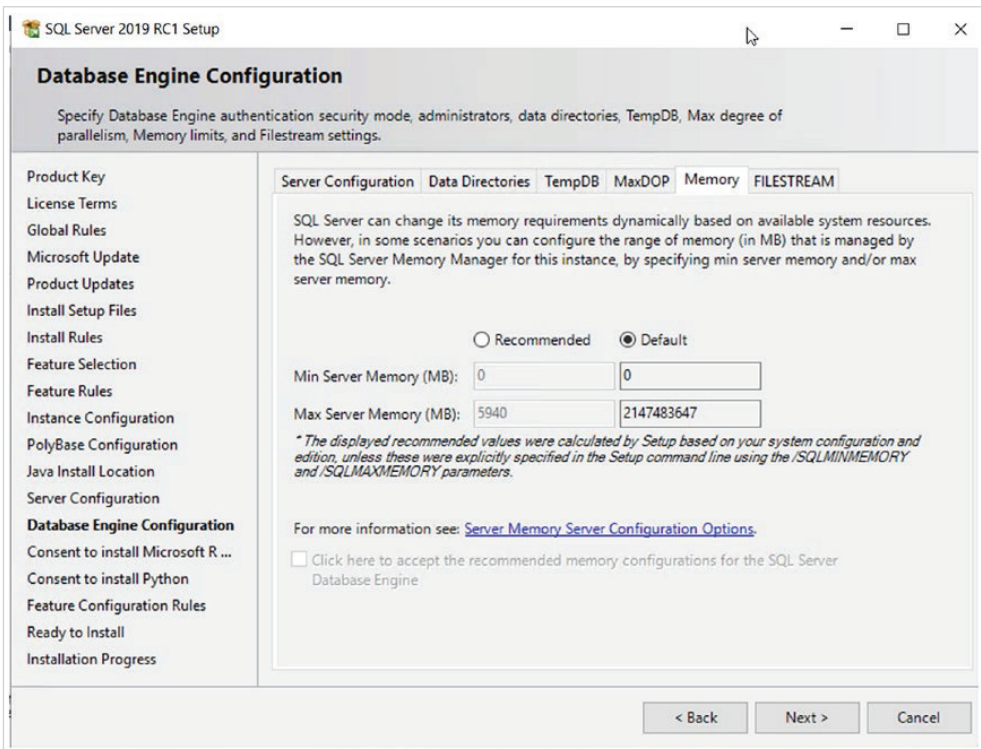 SQL Server 2019 RC1 Setup
Database Engine Configuration
Specify Database Engine authentication security mode, administrators, data directories, TempDB, Max degree of
parallelism, Memory limits, and Filestream settings.
Product Key
License Terms
Global Rules
Microsoft Update
Product Updates
Install Setup Files
Install Rules
Feature Selection
Feature Rules
Instance Configuration
PolyBase Configuration
Java Install Location
Server Configuration
Database Engine Configuration
Consent to install Microsoft R ...
Consent to install Python
Feature Configuration Rules
Ready to Install
Installation Progress
Server Configuration Data Directories TempDB MaxDOP Memory FILESTREAM
SQL Server can change its memory requirements dynamically based on available system resources.
However, in some scenarios you can configure the range of memory (in MB) that is managed by
the SQL Server Memory Manager for this instance, by specifying min server memory and/or max
server memory.
Recommended Default
Min Server Memory (MB): 0 0
Max Server Memory (MB): 5940 2147483647
* The displayed recommended values were calculated by Setup based on your system configuration and
edition, unless these were explicitly specified in the Setup command line using the /SQLMINMEMORY
and /SQLMAXMEMORY parameters.
For more information see: Server Memory Server Configuration Options.
Click here to accept the recommended memory configurations for the SQL Server
Database Engine
< Back Next > Cancel